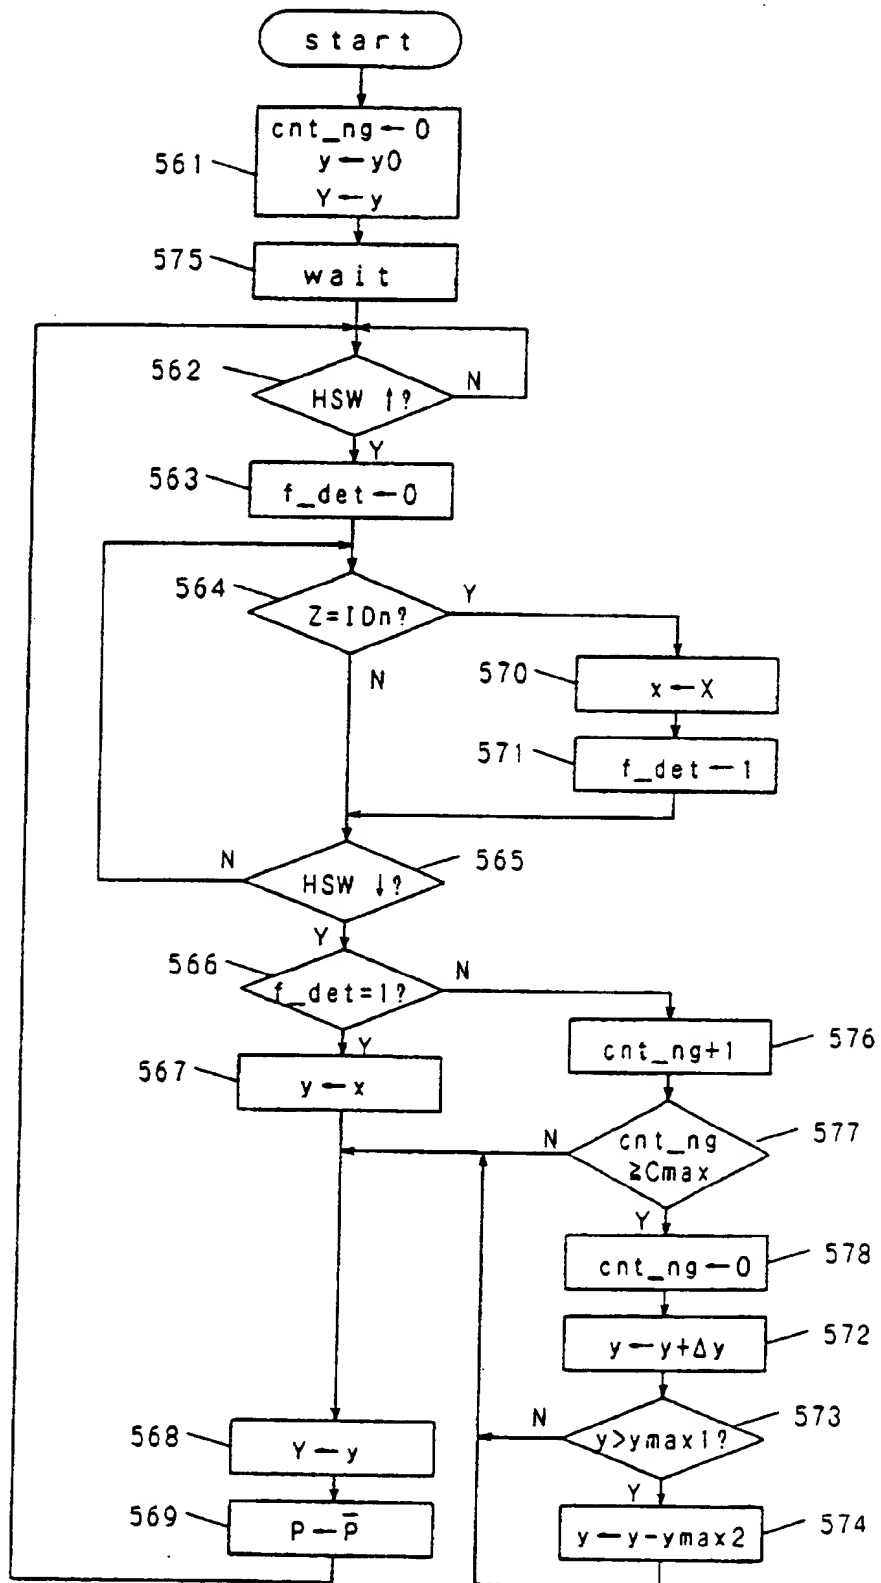 start
cnt_ng←0
y←y0
Y←y
561
575
wait
562
HSW ↑?
N
Y
563
f_det←0
564
Z=IDn?
Y
N
570
x←X
571
f_det←1
N
HSW ↓?
565
Y
566
f_det=1?
N
Y
cnt_ng+1
576
567
y←x
N
cnt_ng
≧Cmax
577
Y
cnt_ng←0
578
y←y+Δy
572
N
y>ymax1?
573
Y
568
Y←y
y←y-ymax2
574
569
P←P̅